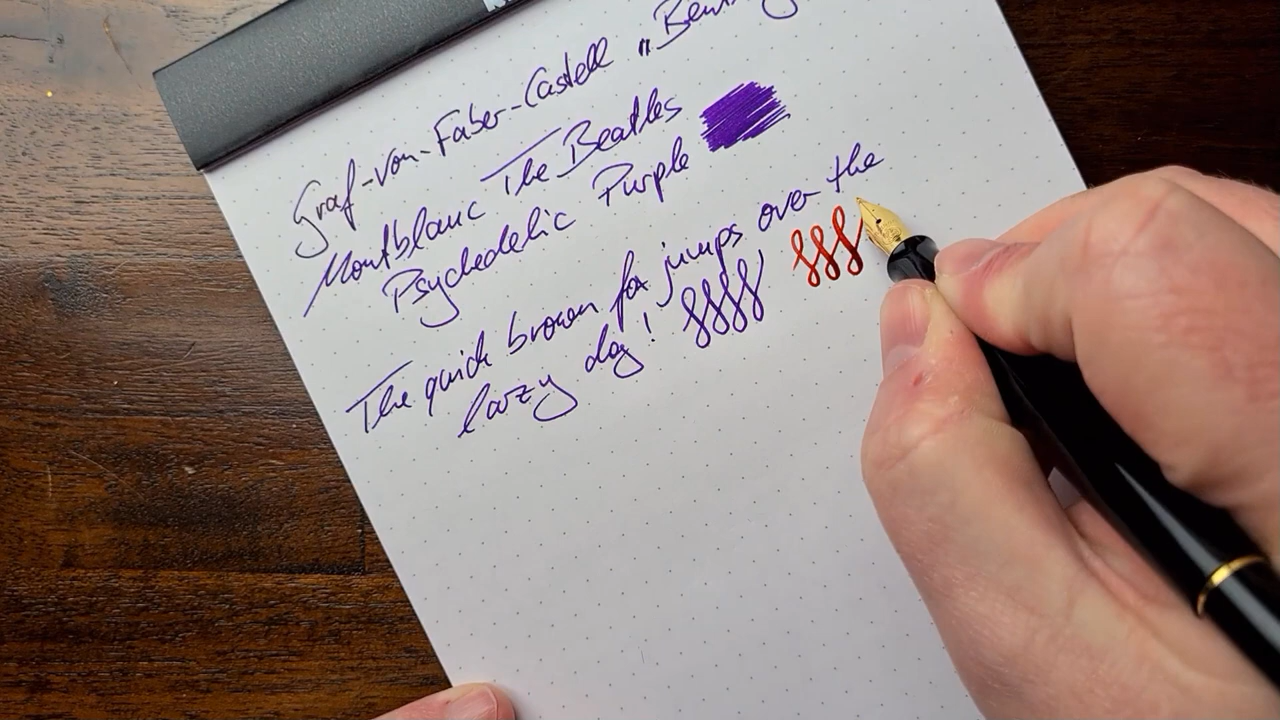 Graf-von-Faber-Castell
Montblanc The Beatles
Psychedelic Purple
The quick brown fox jumps over the
lazy dog!